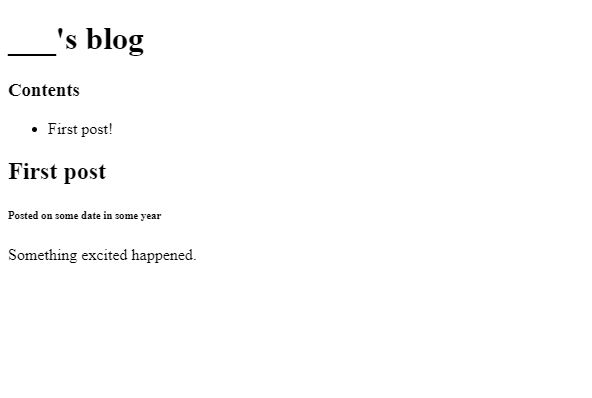 ___'s blog
Contents
First post!
First post
Posted on some date in some year
Something excited happened.